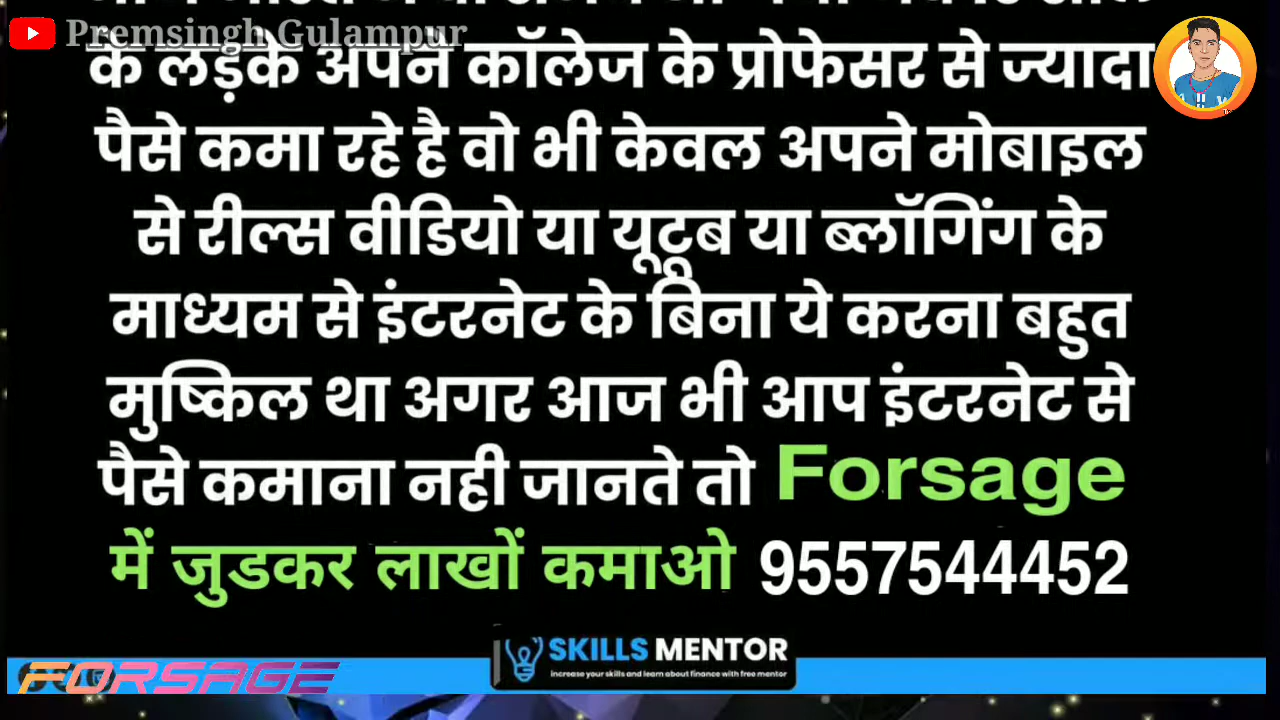 Premsingh Gulampur
के लड़के अपने कॉलेज के प्रोफेसर से ज्यादा
पैसे कमा रहे है वो भी केवल अपने मोबाइल
से रील्स वीडियो या यूटूब या ब्लॉगिंग के
माध्यम से इंटरनेट के बिना ये करना बहुत
मुष्किल था अगर आज भी आप इंटरनेट से
पैसे कमाना नही जानते तो Forsage
में जुडकर लाखों कमाओ 9557544452
SKILLS MENTOR
increase your skills and learn about finance with free mentor
FORSAGE